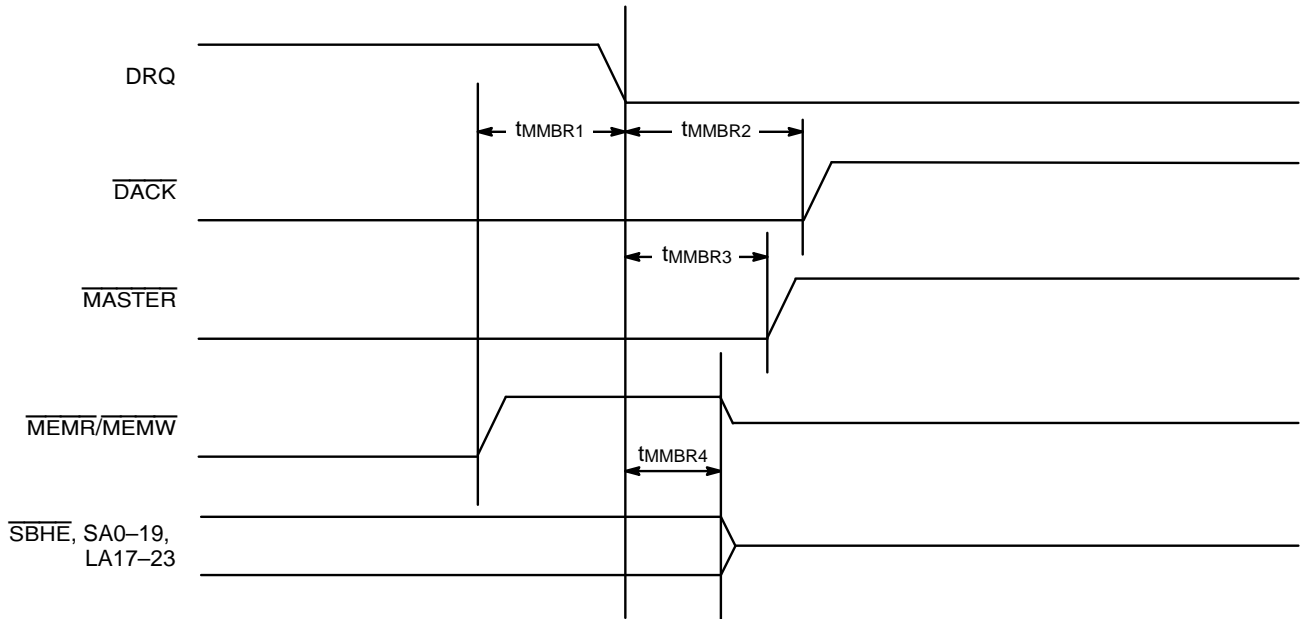 DRQ
tMMBR1
tMMBR2
DACK
tMMBR3
MASTER
MEMR/MEMW
tMMBR4
SBHE, SA0–19,
LA17–23